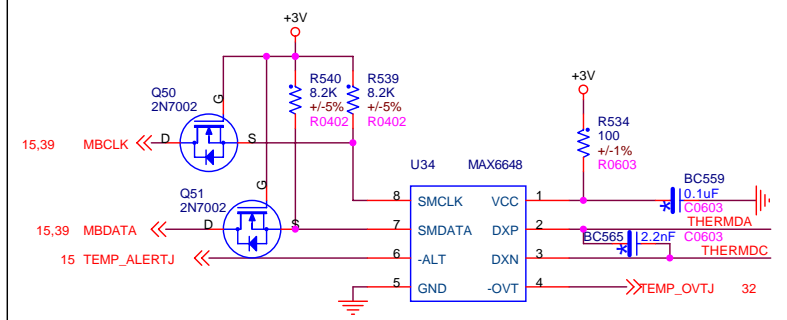 +3V
Q50
2N7002
G
D
S
R540
8.2K
+/-5%
R0402
R539
8.2K
+/-5%
R0402
+3V
R534
100
+/-1%
R0603
15,39 MBCLK
Q51
2N7002
G
D
S
15,39 MBDATA
15 TEMP_ALERTJ
U34 MAX6648
8 SMCLK VCC 1
7 SMDATA DXP 2
6 -ALT DXN 3
5 GND -OVT 4
BC559
0.1uF
C0603
THERMDA
BC565 2.2nF C0603
THERMDC
TEMP_OVTJ 32